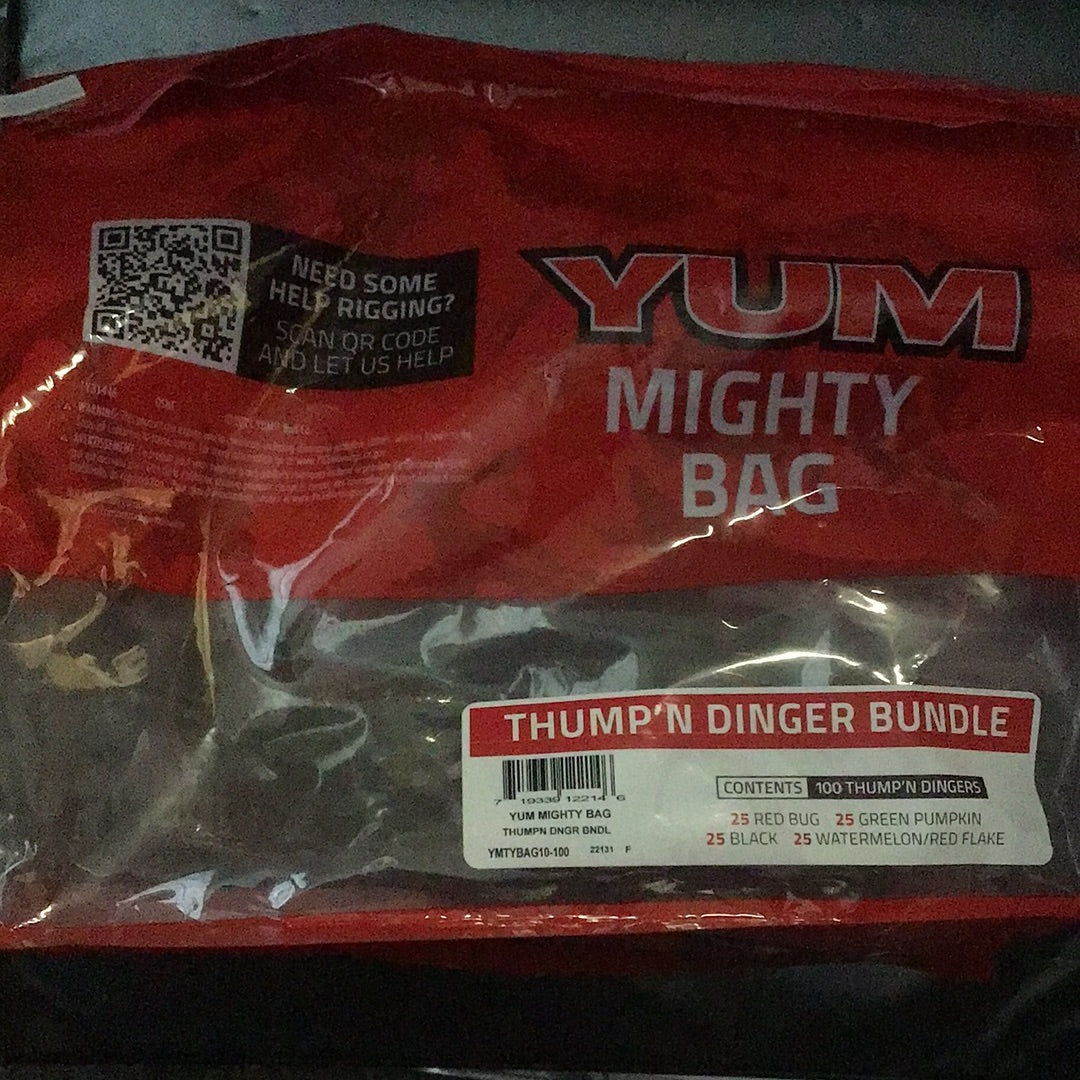 NEED SOME
HELP RIGGING?
SCAN QR CODE
AND LET US HELP
YUM
MIGHTY
BAG
WARNING:
THUMP'N DINGER BUNDLE
7 19339 12214 6
YUM MIGHTY BAG
THUMPN DNGR BNDL
YMTYBAG10-100 22131 F
CONTENTS 100 THUMP'N DINGERS
25 RED BUG 25 GREEN PUMPKIN
25 BLACK 25 WATERMELON/RED FLAKE